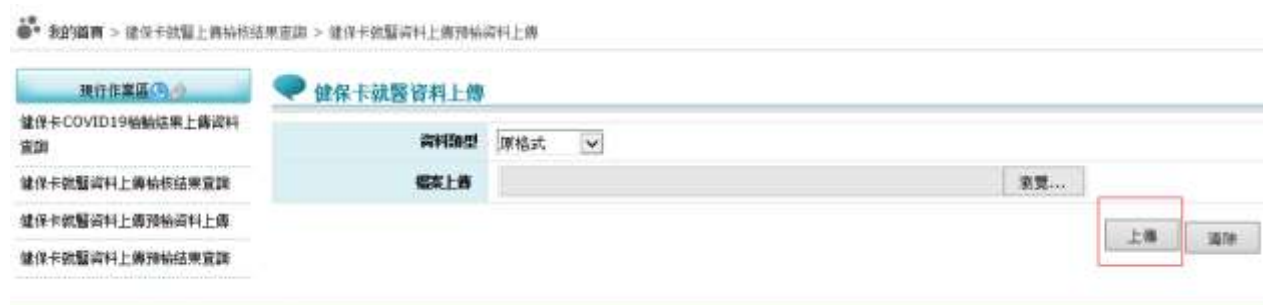 我的首頁 > 健保卡就醫上傳檢核結果查詢 > 健保卡就醫資料上傳預檢資料上傳
現行作業區
健保卡就醫資料上傳
健保卡COVID19檢驗結果上傳資料
查詢
資料類型 原格式
健保卡就醫資料上傳檢核結果查詢
檔案上傳 瀏覽...
健保卡就醫資料上傳預檢資料上傳
上傳 清除
健保卡就醫資料上傳預檢結果查詢